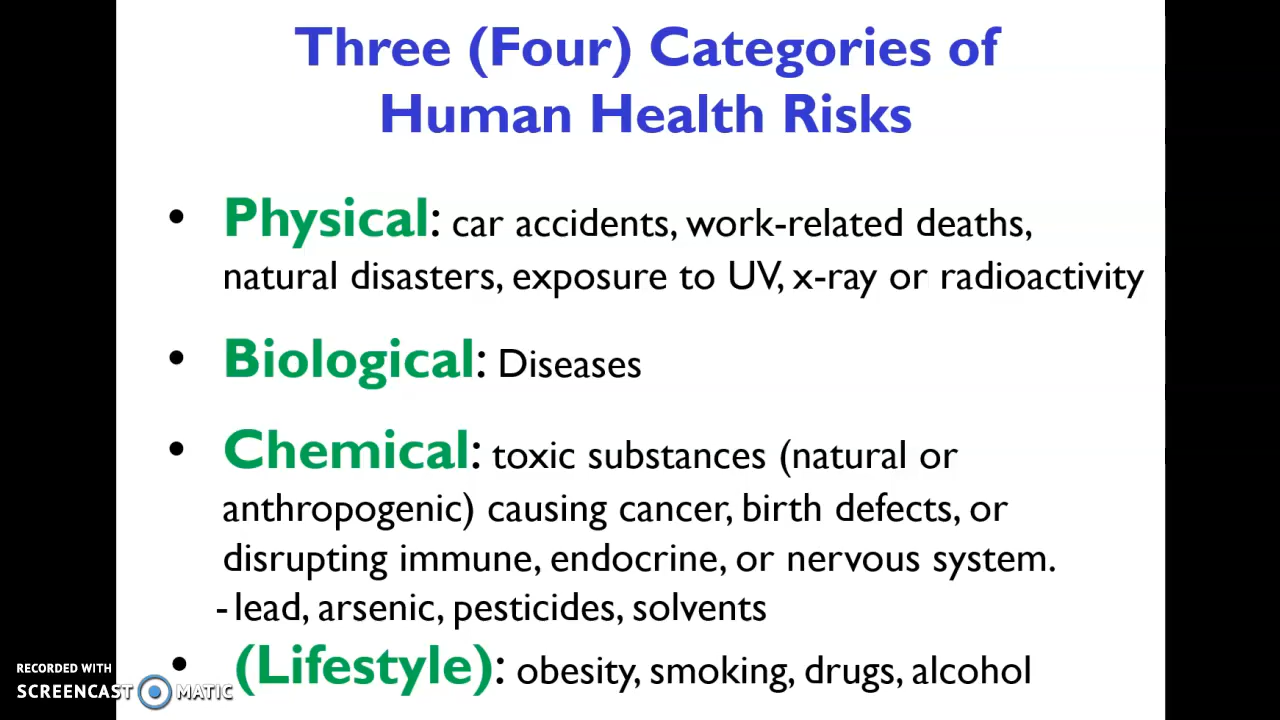 Three (Four) Categories of
Human Health Risks
• Physical: car accidents, work-related deaths,
natural disasters, exposure to UV, x-ray or radioactivity
• Biological: Diseases
• Chemical: toxic substances (natural or
anthropogenic) causing cancer, birth defects, or
disrupting immune, endocrine, or nervous system.
- lead, arsenic, pesticides, solvents
• (Lifestyle): obesity, smoking, drugs, alcohol
RECORDED WITH
SCREENCAST MATIC